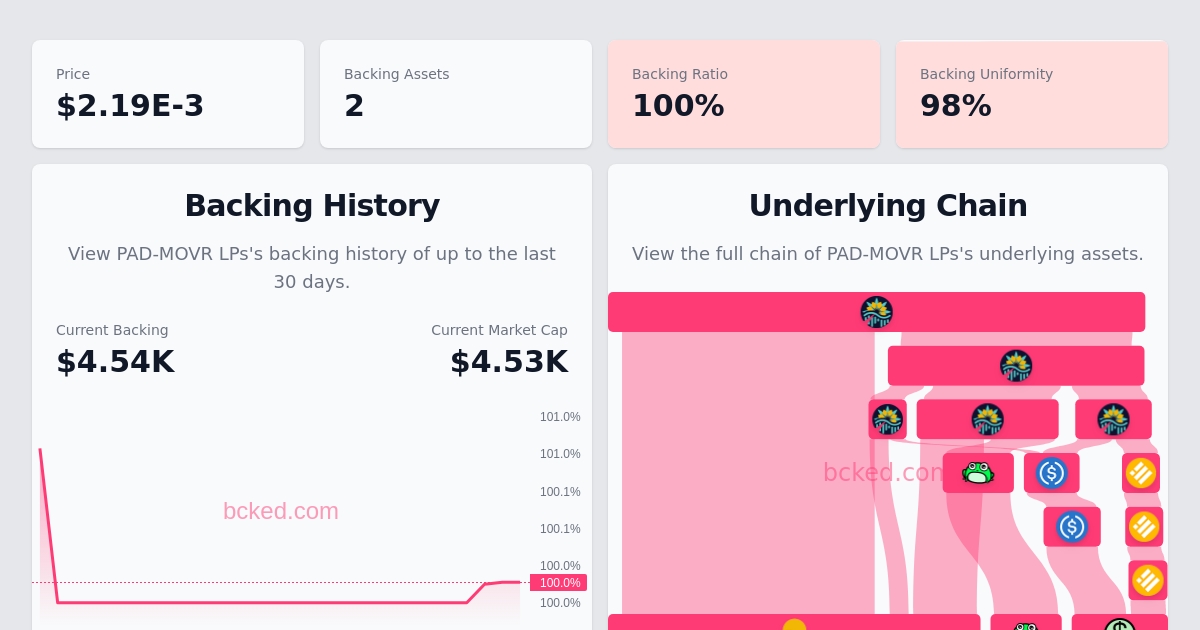 Price
$2.19E-3
Backing Assets
2
Backing Ratio
100%
Backing Uniformity
98%
Backing History
View PAD-MOVR LPs's backing history of up to the last
30 days.
Current Backing
$4.54K
Current Market Cap
$4.53K
101.0%
101.0%
100.1%
100.1%
100.0%
100.0%
100.0%
bcked.com
Underlying Chain
View the full chain of PAD-MOVR LPs's underlying assets.
bcked.com